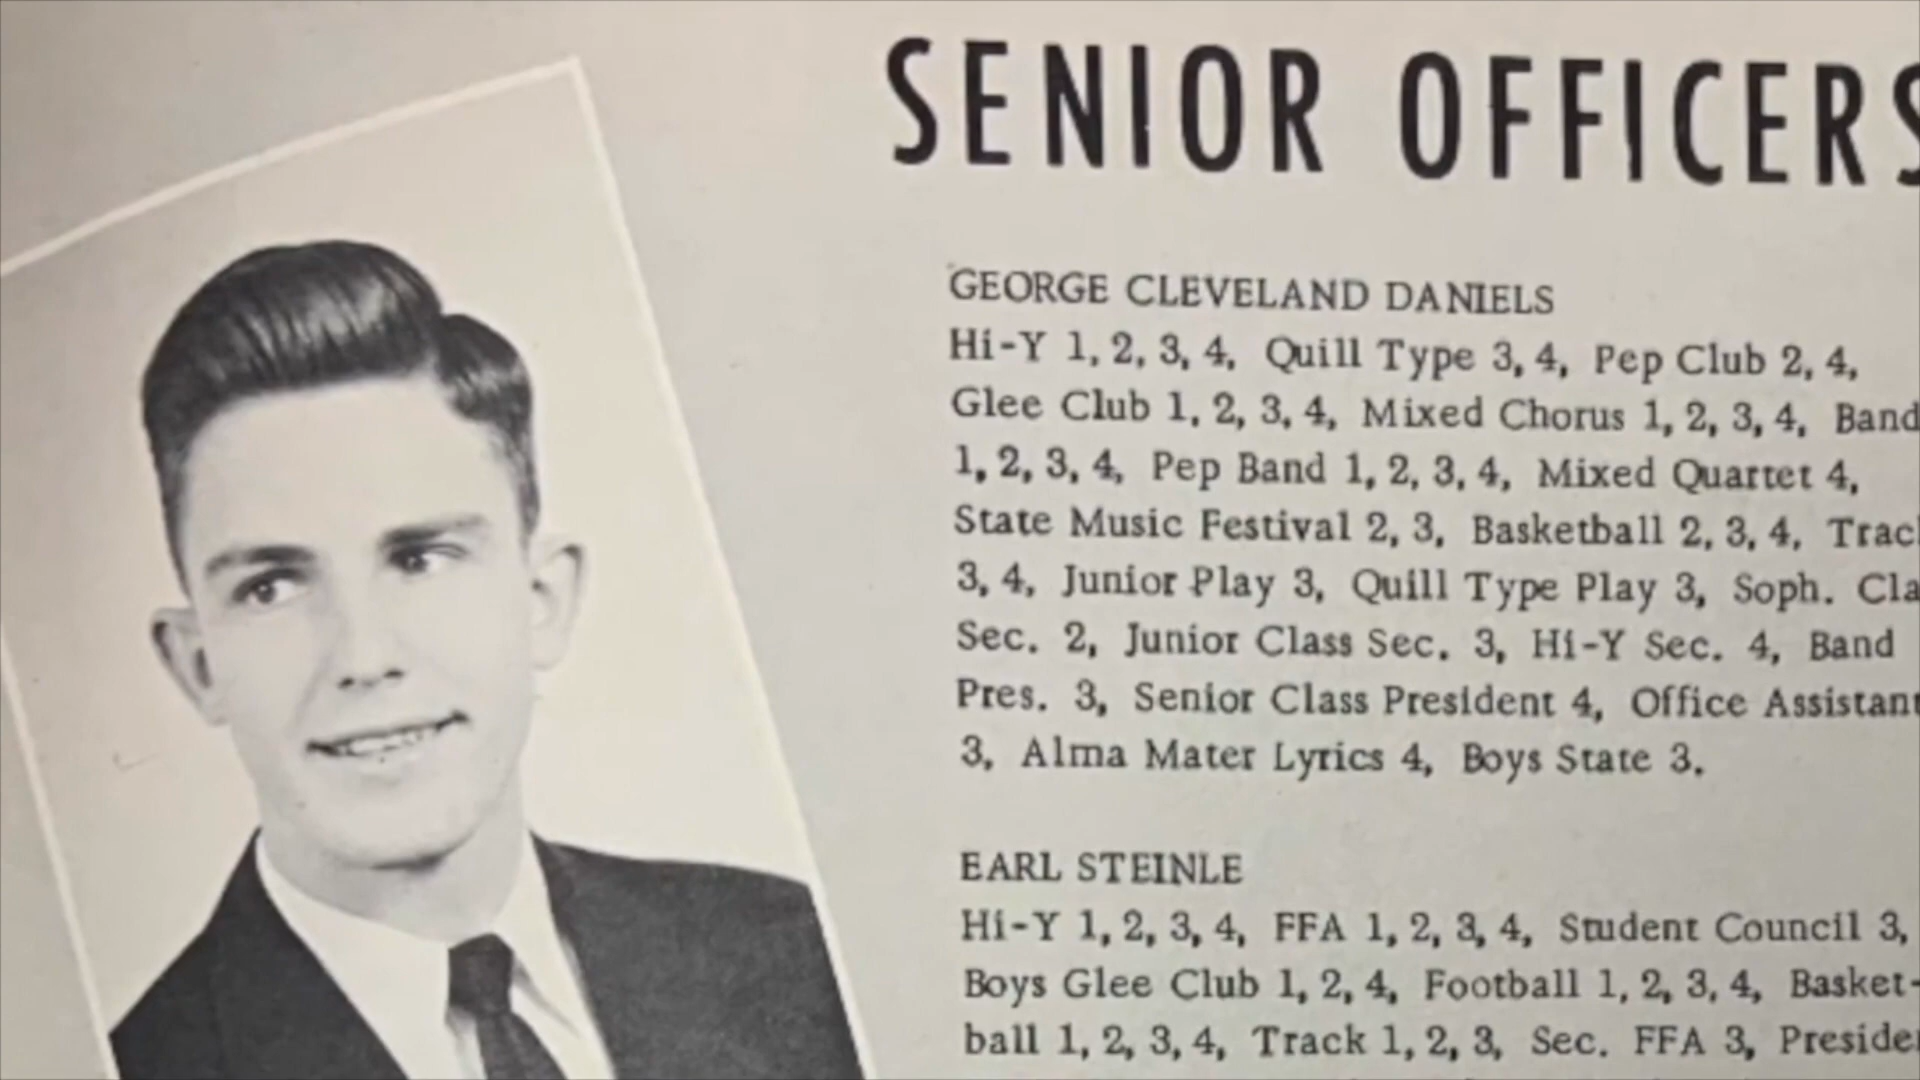 SENIOR OFFICERS
GEORGE CLEVELAND DANIELS
Hi-Y 1, 2, 3, 4, Quill Type 3, 4, Pep Club 2, 4,
Glee Club 1, 2, 3, 4, Mixed Chorus 1, 2, 3, 4, Band
1, 2, 3, 4, Pep Band 1, 2, 3, 4, Mixed Quartet 4,
State Music Festival 2, 3, Basketball 2, 3, 4, Track
3, 4, Junior Play 3, Quill Type Play 3, Soph. Cla
Sec. 2, Junior Class Sec. 3, Hi-Y Sec. 4, Band
Pres. 3, Senior Class President 4, Office Assistant
3, Alma Mater Lyrics 4, Boys State 3.
EARL STEINLE
Hi-Y 1, 2, 3, 4, FFA 1, 2, 3, 4, Student Council 3,
Boys Glee Club 1, 2, 4, Football 1, 2, 3, 4, Basket-
ball 1, 2, 3, 4, Track 1, 2, 3, Sec. FFA 3, Preside